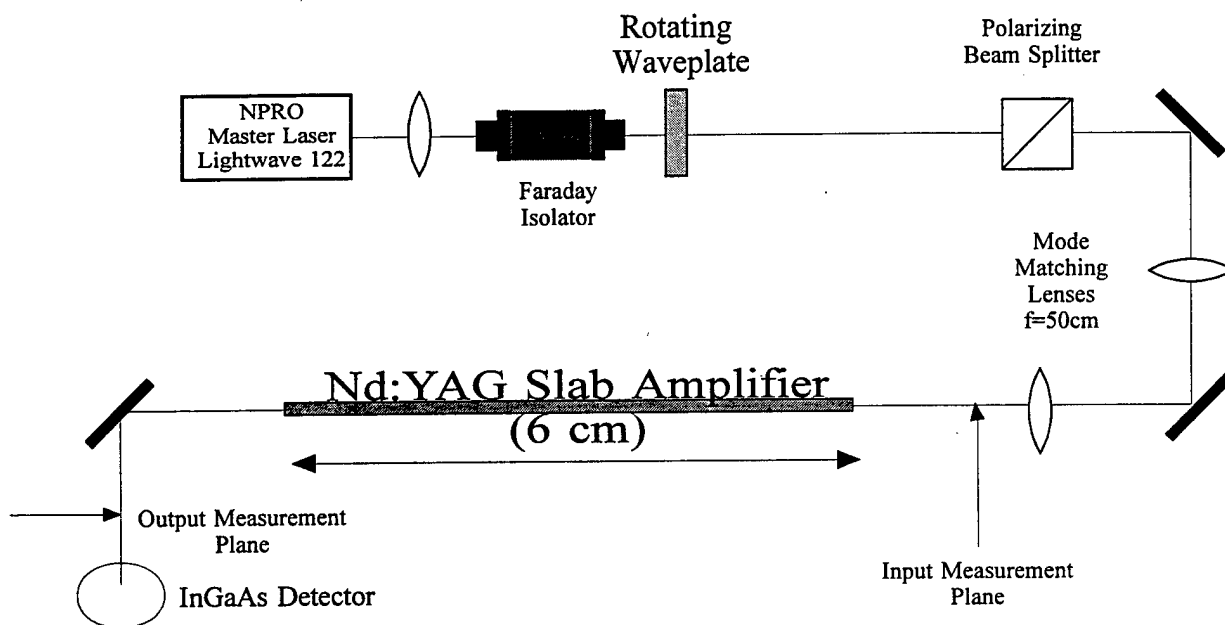 Rotating
Waveplate
Polarizing
Beam Splitter
NPRO
Master Laser
Lightwave 122
Faraday
Isolator
Mode
Matching
Lenses
f=50cm
Nd:YAG Slab Amplifier
(6 cm)
Output Measurement
Plane
Input Measurement
Plane
InGaAs Detector